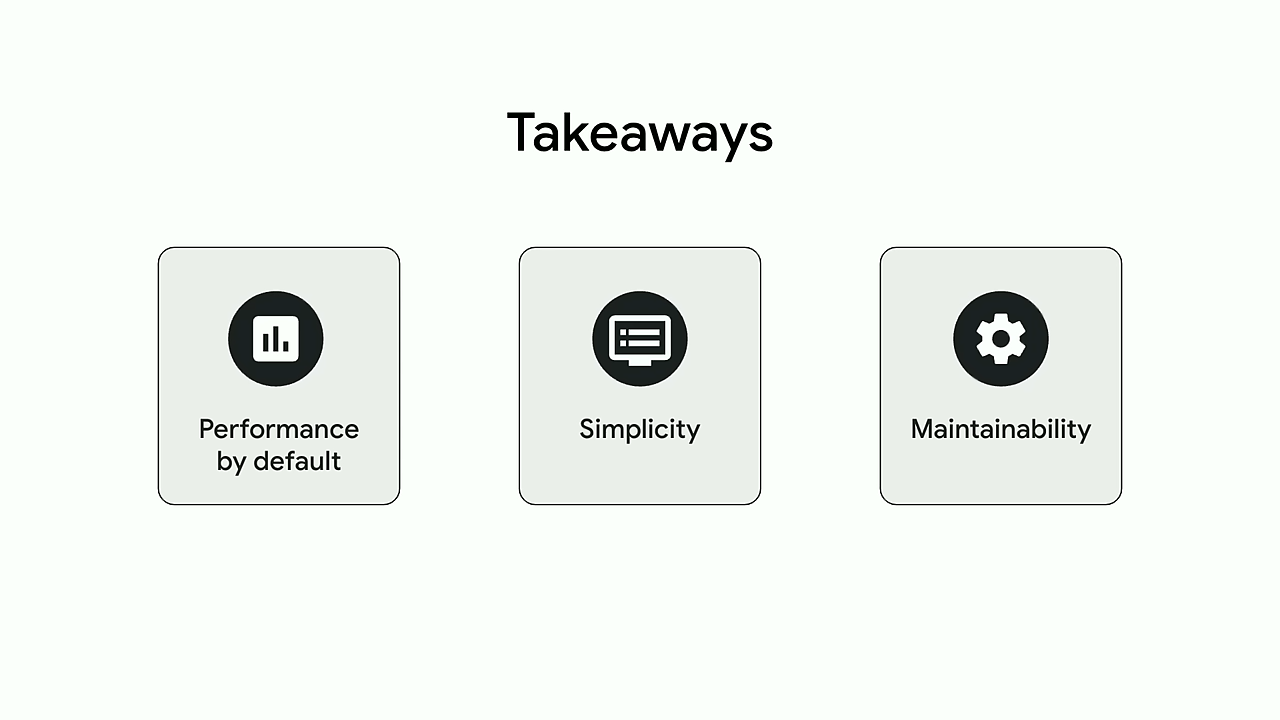 Takeaways
Performance
by default
Simplicity
Maintainability